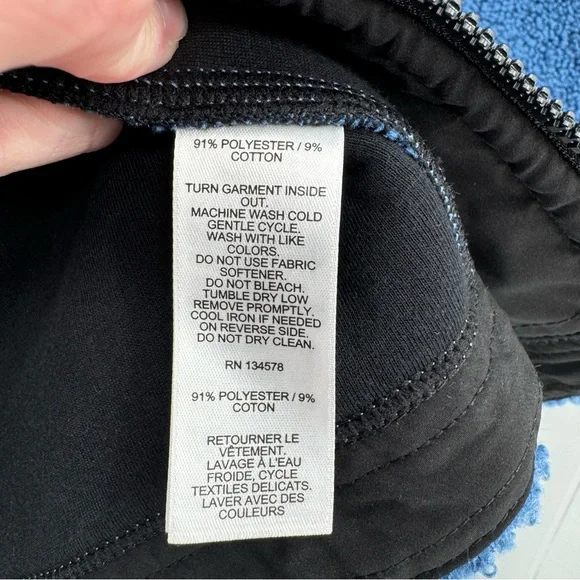 91% POLYESTER / 9%
COTTON
TURN GARMENT INSIDE
OUT.
MACHINE WASH COLD
GENTLE CYCLE.
WASH WITH LIKE
COLORS.
DO NOT USE FABRIC
SOFTENER.
DO NOT BLEACH.
TUMBLE DRY LOW
REMOVE PROMPTLY.
COOL IRON IF NEEDED
ON REVERSE SIDE.
DO NOT DRY CLEAN.
RN 134578
91% POLYESTER / 9%
COTON
RETOURNER LE
VÊTEMENT.
LAVAGE À L'EAU
FROIDE, CYCLE
TEXTILES DELICATS.
LAVER AVEC DES
COULEURS